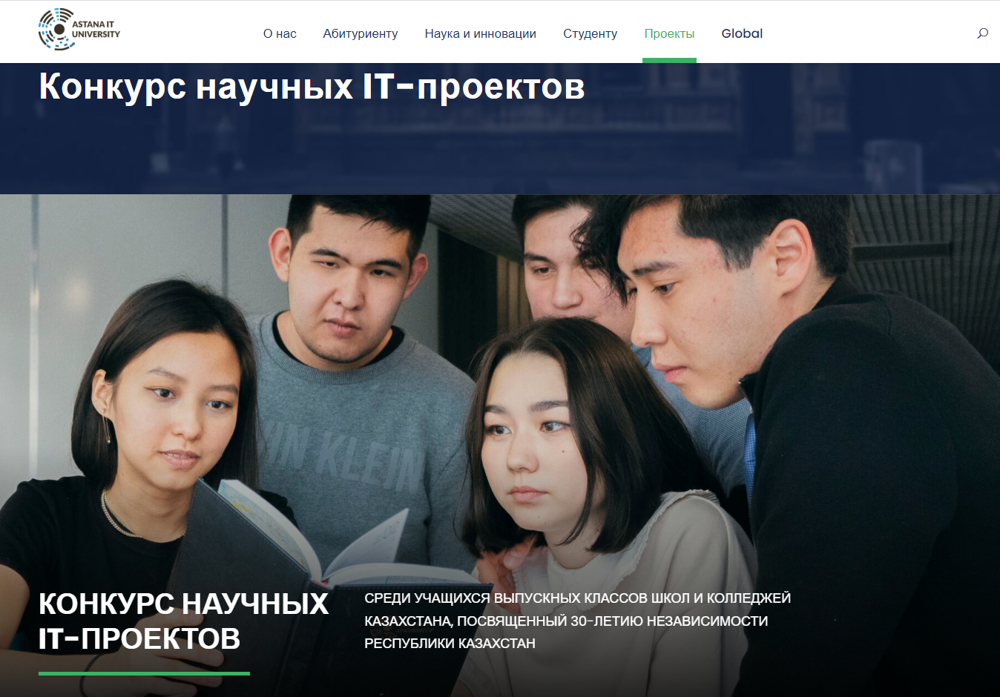 ASTANA IT
UNIVERSITY
О нас Абитуриенту Наука и инновации Студенту Проекты Global
Конкурс научных IT-проектов
VIN KLEIN
КОНКУРС НАУЧНЫХ
IT-ПРОЕКТОВ
СРЕДИ УЧАЩИХСЯ ВЫПУСКНЫХ КЛАССОВ ШКОЛ И КОЛЛЕДЖЕЙ
КАЗАХСТАНА, ПОСВЯЩЕННЫЙ 30-ЛЕТИЮ НЕЗАВИСИМОСТИ
РЕСПУБЛИКИ КАЗАХСТАН